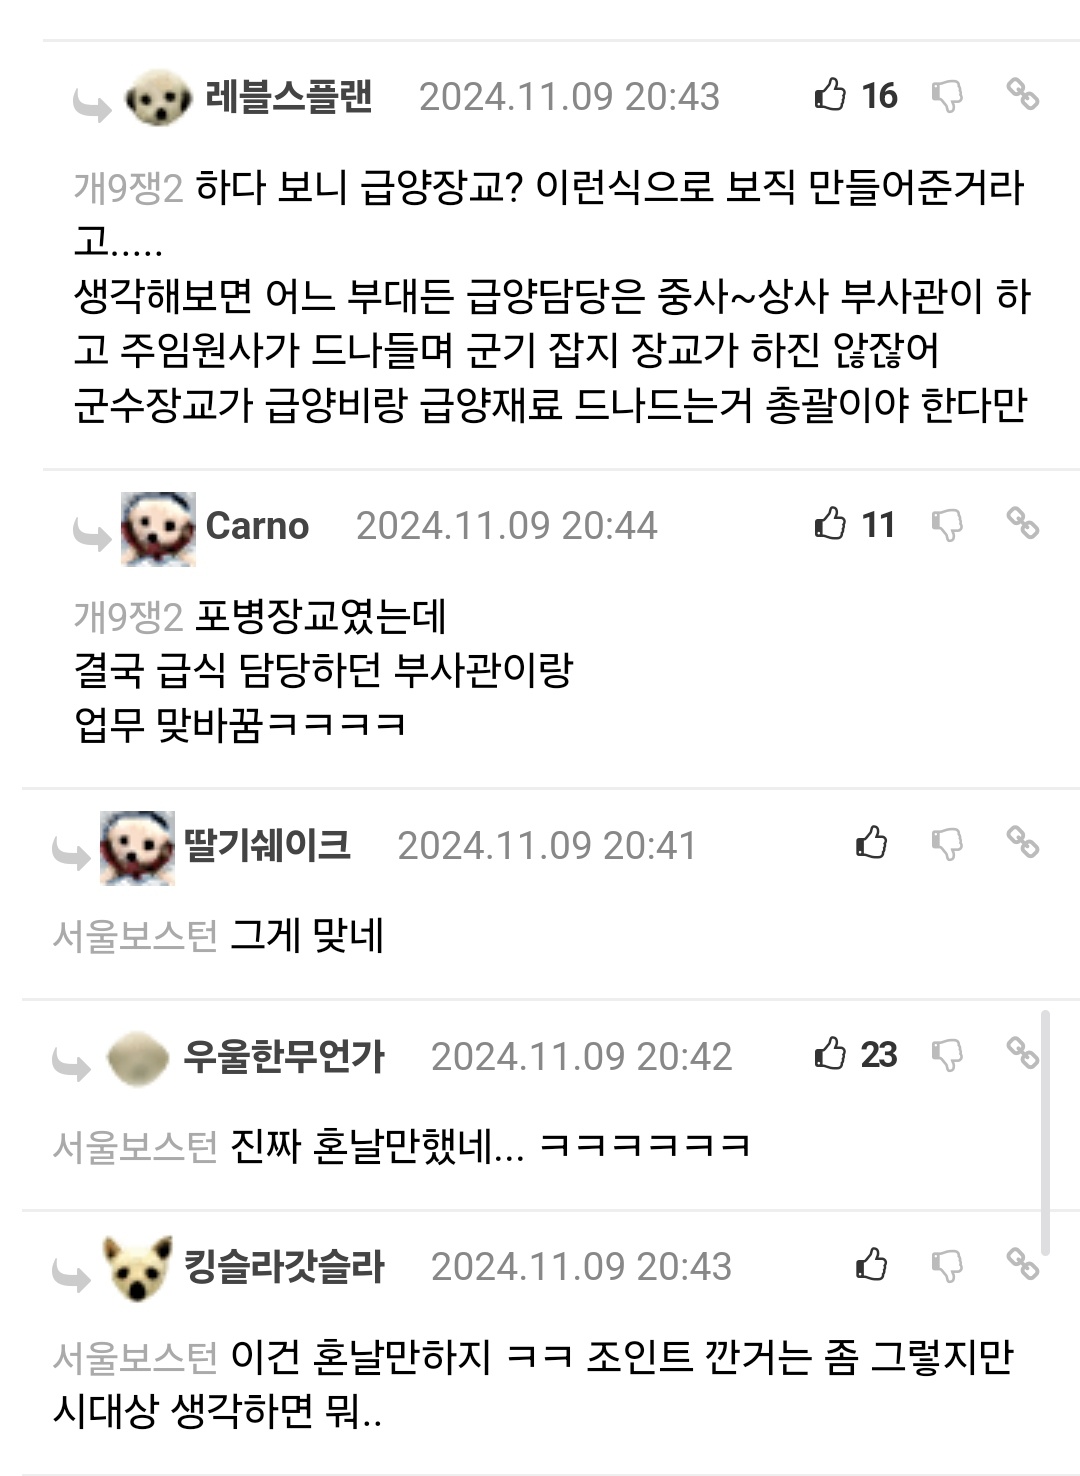 레블스플랜 2024.11.09 20:43 16
개9쟁2 하다 보니 급양장교? 이런식으로 보직 만들어준거라
고.....
생각해보면 어느 부대든 급양담당은 중사~상사 부사관이 하
고 주임원사가 드나들며 군기 잡지 장교가 하진 않잖어
군수장교가 급양비랑 급양재료 드나드는거 총괄이야 한다만
Carno 2024.11.09 20:44 11
개9쟁2 포병장교였는데
결국 급식 담당하던 부사관이랑
업무 맞바꿈ㅋㅋㅋㅋ
딸기쉐이크 2024.11.09 20:41
서울보스턴 그게 맞네
우울한무언가 2024.11.09 20:42 23
서울보스턴 진짜 혼날만했네... ㅋㅋㅋㅋㅋㅋ
킹슬라갓슬라 2024.11.09 20:43
서울보스턴 이건 혼날만하지 ㅋㅋ 조인트 깐거는 좀 그렇지만
시대상 생각하면 뭐..